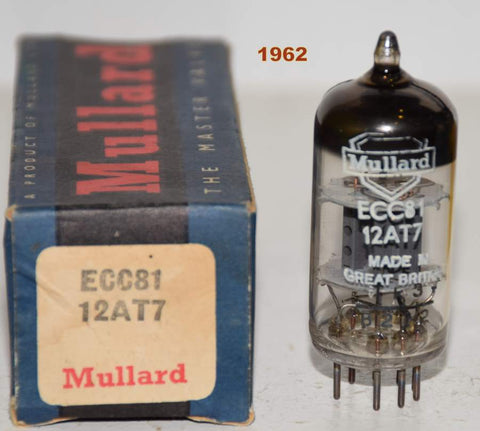 1962
A PRODUCT OF MULLARD
Mullard
THE MASTER VALVE
ECC81
12AT7
Mullard
Mullard
ECC81
12AT7
MADE IN
GREAT BRITAIN